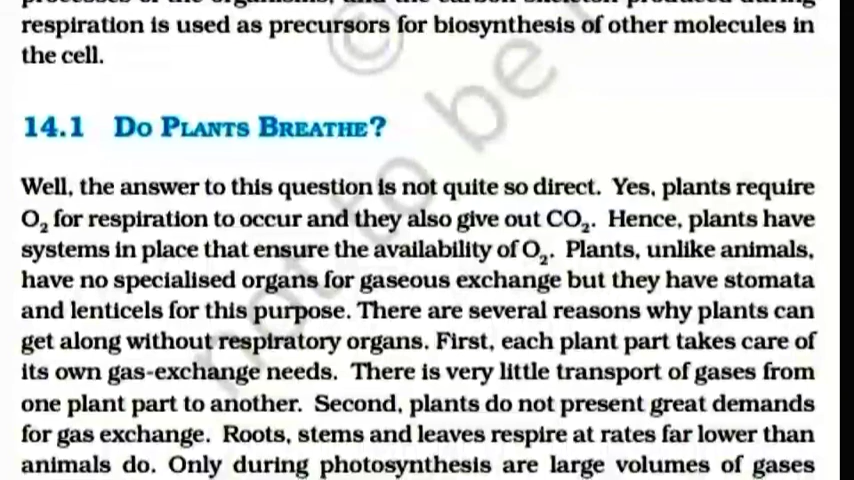 respiration is used as precursors for biosynthesis of other molecules in
the cell.
14.1 DO PLANTS BREATHE?
Well, the answer to this question is not quite so direct. Yes, plants require
O₂ for respiration to occur and they also give out CO₂. Hence, plants have
systems in place that ensure the availability of O₂. Plants, unlike animals,
have no specialised organs for gaseous exchange but they have stomata
and lenticels for this purpose. There are several reasons why plants can
get along without respiratory organs. First, each plant part takes care of
its own gas-exchange needs. There is very little transport of gases from
one plant part to another. Second, plants do not present great demands
for gas exchange. Roots, stems and leaves respire at rates far lower than
animals do. Only during photosynthesis are large volumes of gases
© not to be